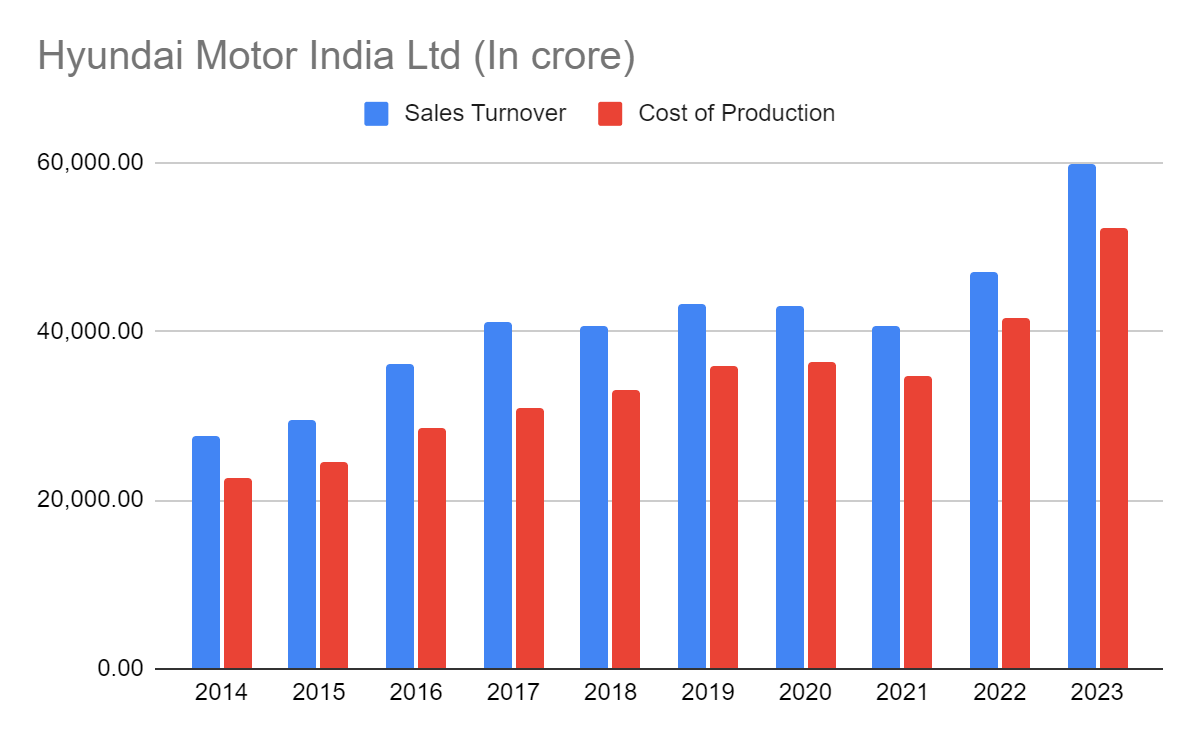 Hyundai Motor India Ltd (In crore)
Sales Turnover Cost of Production
60,000.00
40,000.00
20,000.00
0.00
2014 2015 2016 2017 2018 2019 2020 2021 2022 2023